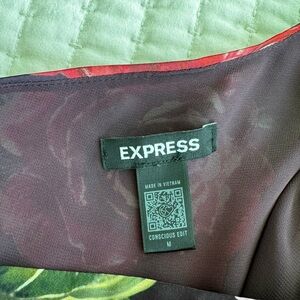 EXPRESS
MADE IN VIETNAM
CONSCIOUS EDIT
M